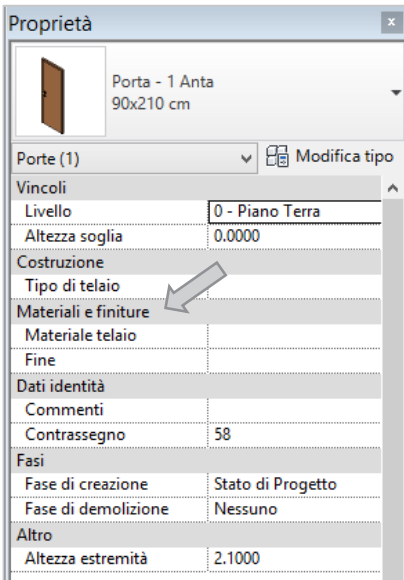 Proprietà x
Porta - 1 Anta
90x210 cm
Porte (1) Modifica tipo
Vincoli
Livello 0 - Piano Terra
Altezza soglia 0.0000
Costruzione
Tipo di telaio
Materiali e finiture
Materiale telaio
Fine
Dati identità
Commenti
Contrassegno 58
Fasi
Fase di creazione Stato di Progetto
Fase di demolizione Nessuno
Altro
Altezza estremità 2.1000